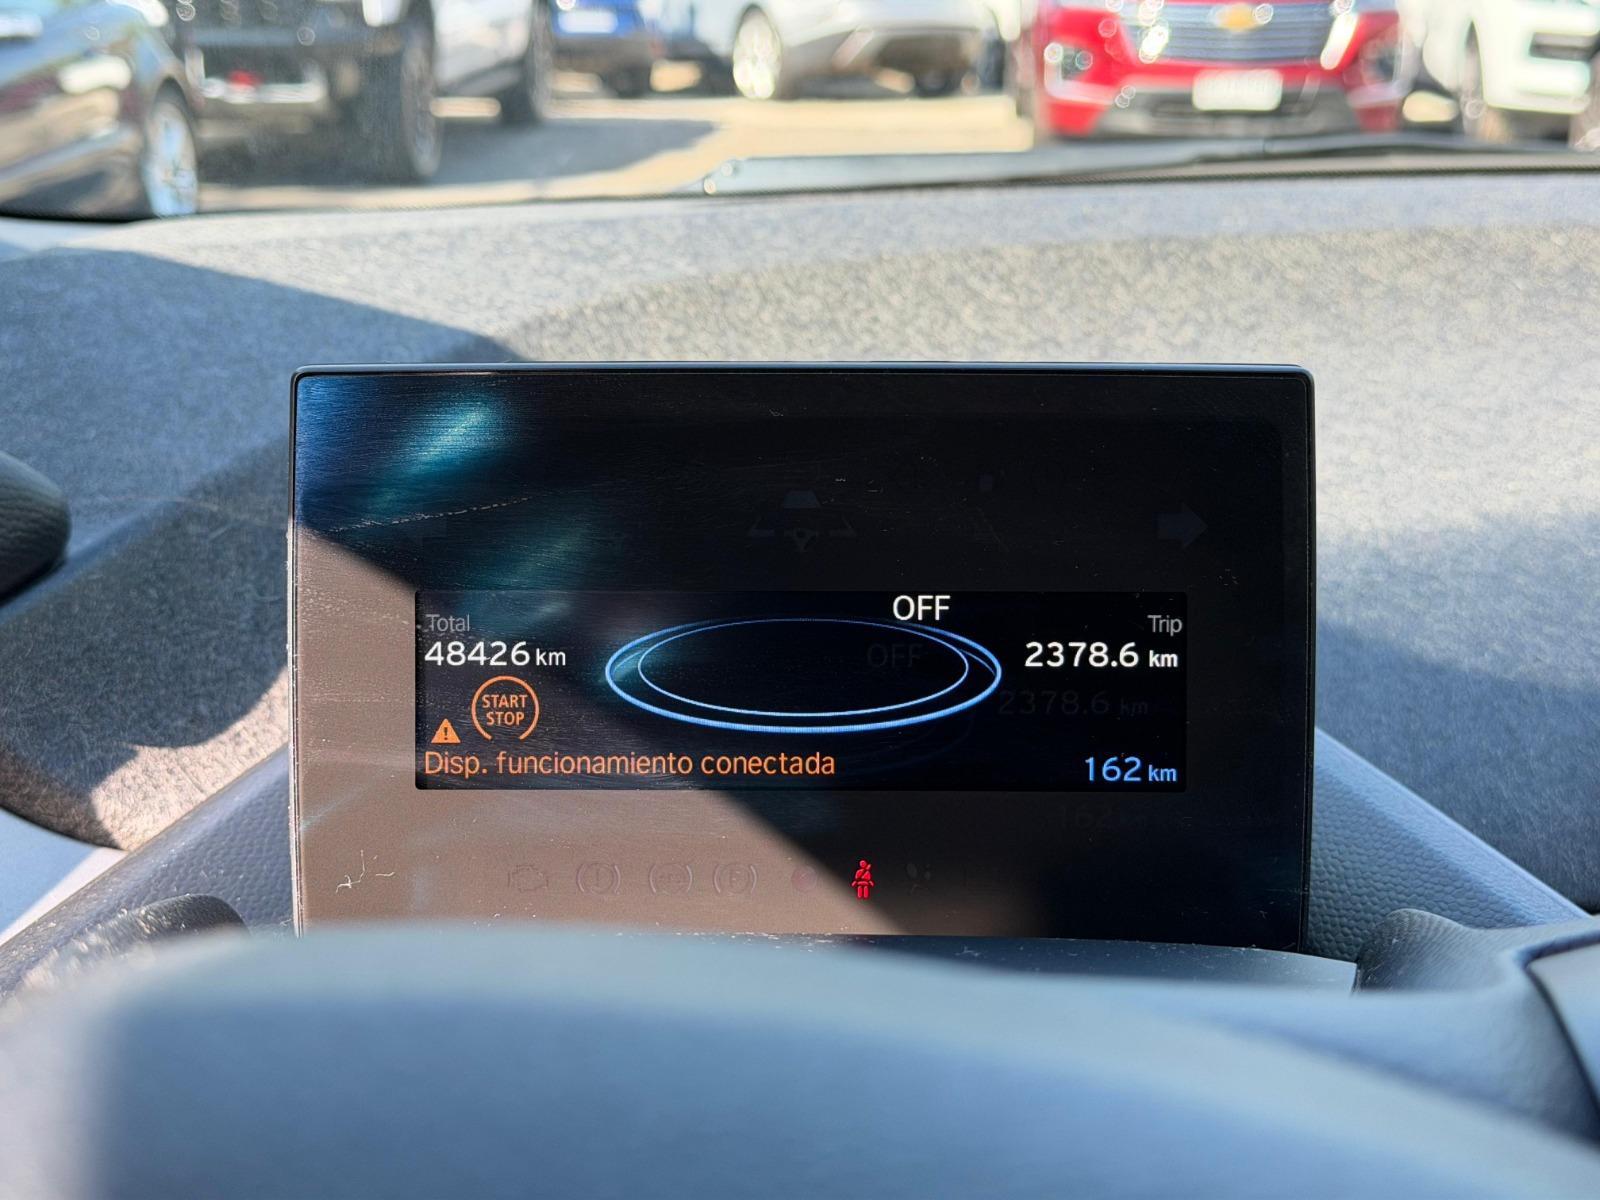 OFF
Total
48426 km
Trip
2378.6 km
START
STOP
Disp. funcionamiento conectada
162 km